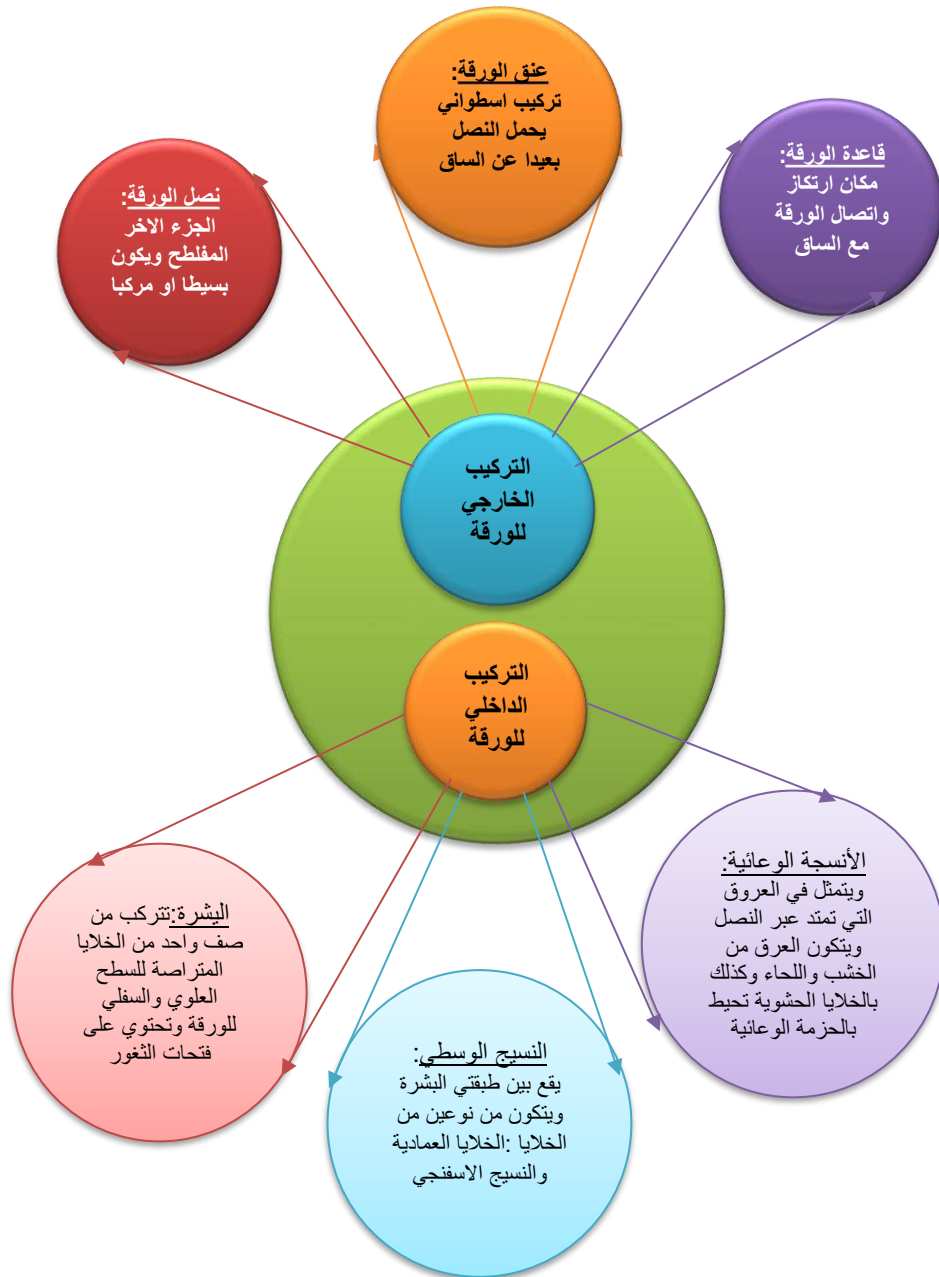 عنق الورقة:
تركيب اسطواني
يحمل النصل
بعيدا عن الساق
قاعدة الورقة:
مكان ارتكاز
واتصال الورقة
مع الساق
نصل الورقة:
الجزء الاخر
المفلطح ويكون
بسيطا او مركبا
التركيب
الخارجي
للورقة
التركيب
الداخلي
للورقة
الأنسجة الوعائية:
ويتمثل في العروق
التي تمتد عبر النصل
ويتكون العرق من
الخشب واللحاء وكذلك
بالخلايا الحشوية تحيط
بالحزمة الوعائية
البشرة:تتركب من
صف واحد من الخلايا
المتراصة للسطح
العلوي والسفلي
للورقة وتحتوي على
فتحات الثغور
النسيج الوسطي:
يقع بين طبقتي البشرة
ويتكون من نوعين من
الخلايا :الخلايا العمادية
والنسيج الاسفنجي